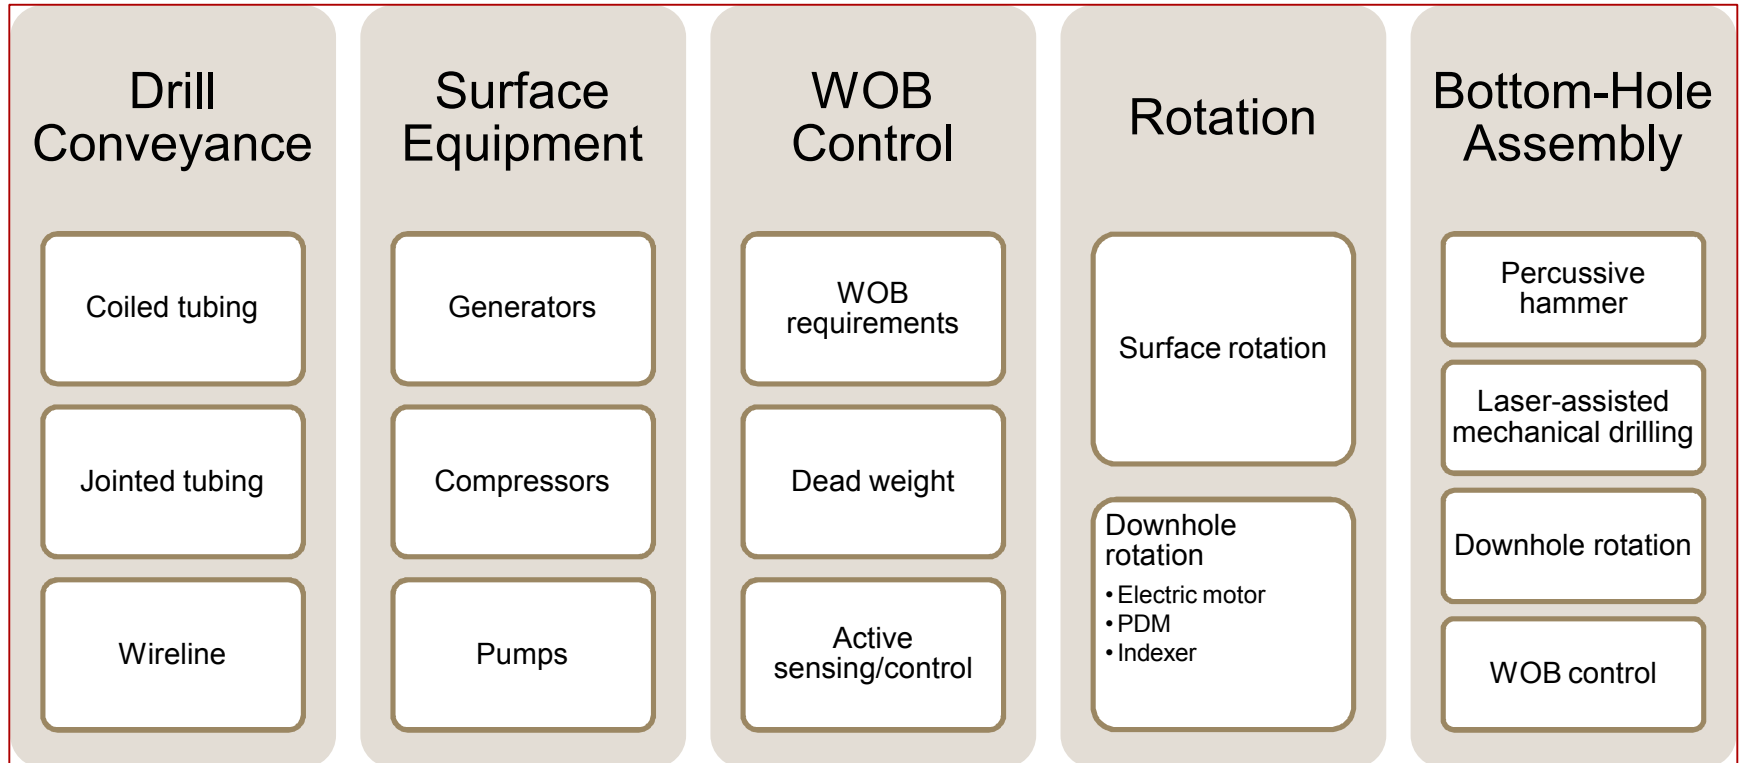 Drill
Conveyance
Coiled tubing
Jointed tubing
Wireline
Surface
Equipment
Generators
Compressors
Pumps
WOB
Control
WOB
requirements
Dead weight
Active
sensing/control
Rotation
Surface rotation
Downhole
rotation
• Electric motor
• PDM
• Indexer
Bottom-Hole
Assembly
Percussive
hammer
Laser-assisted
mechanical drilling
Downhole rotation
WOB control